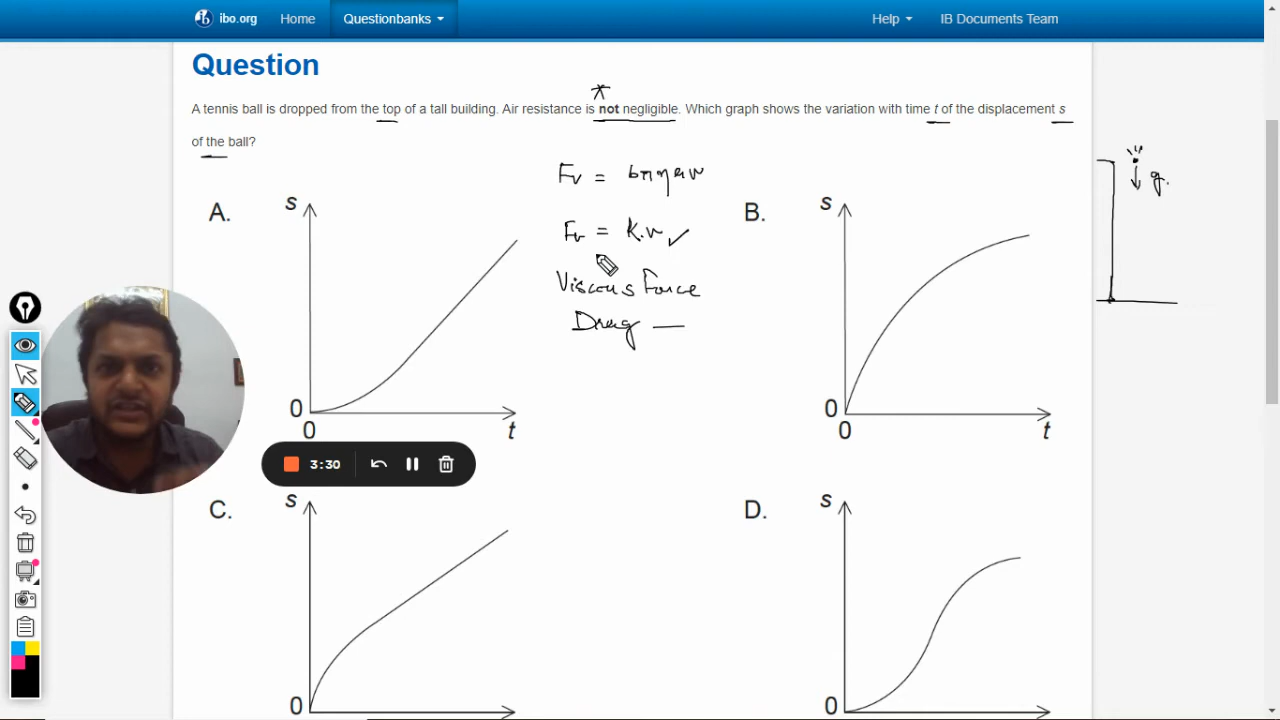 ibo.org Home Questionbanks Help IB Documents Team
Question
A tennis ball is dropped from the top of a tall building. Air resistance is not negligible. Which graph shows the variation with time t of the displacement s
of the ball?
Fv = 6πηav
Fv = k.v
Viscous Force
Drag —
g.
A.
s
0
0
t
B.
s
0
0
t
3:30
C.
s
0
D.
s
0